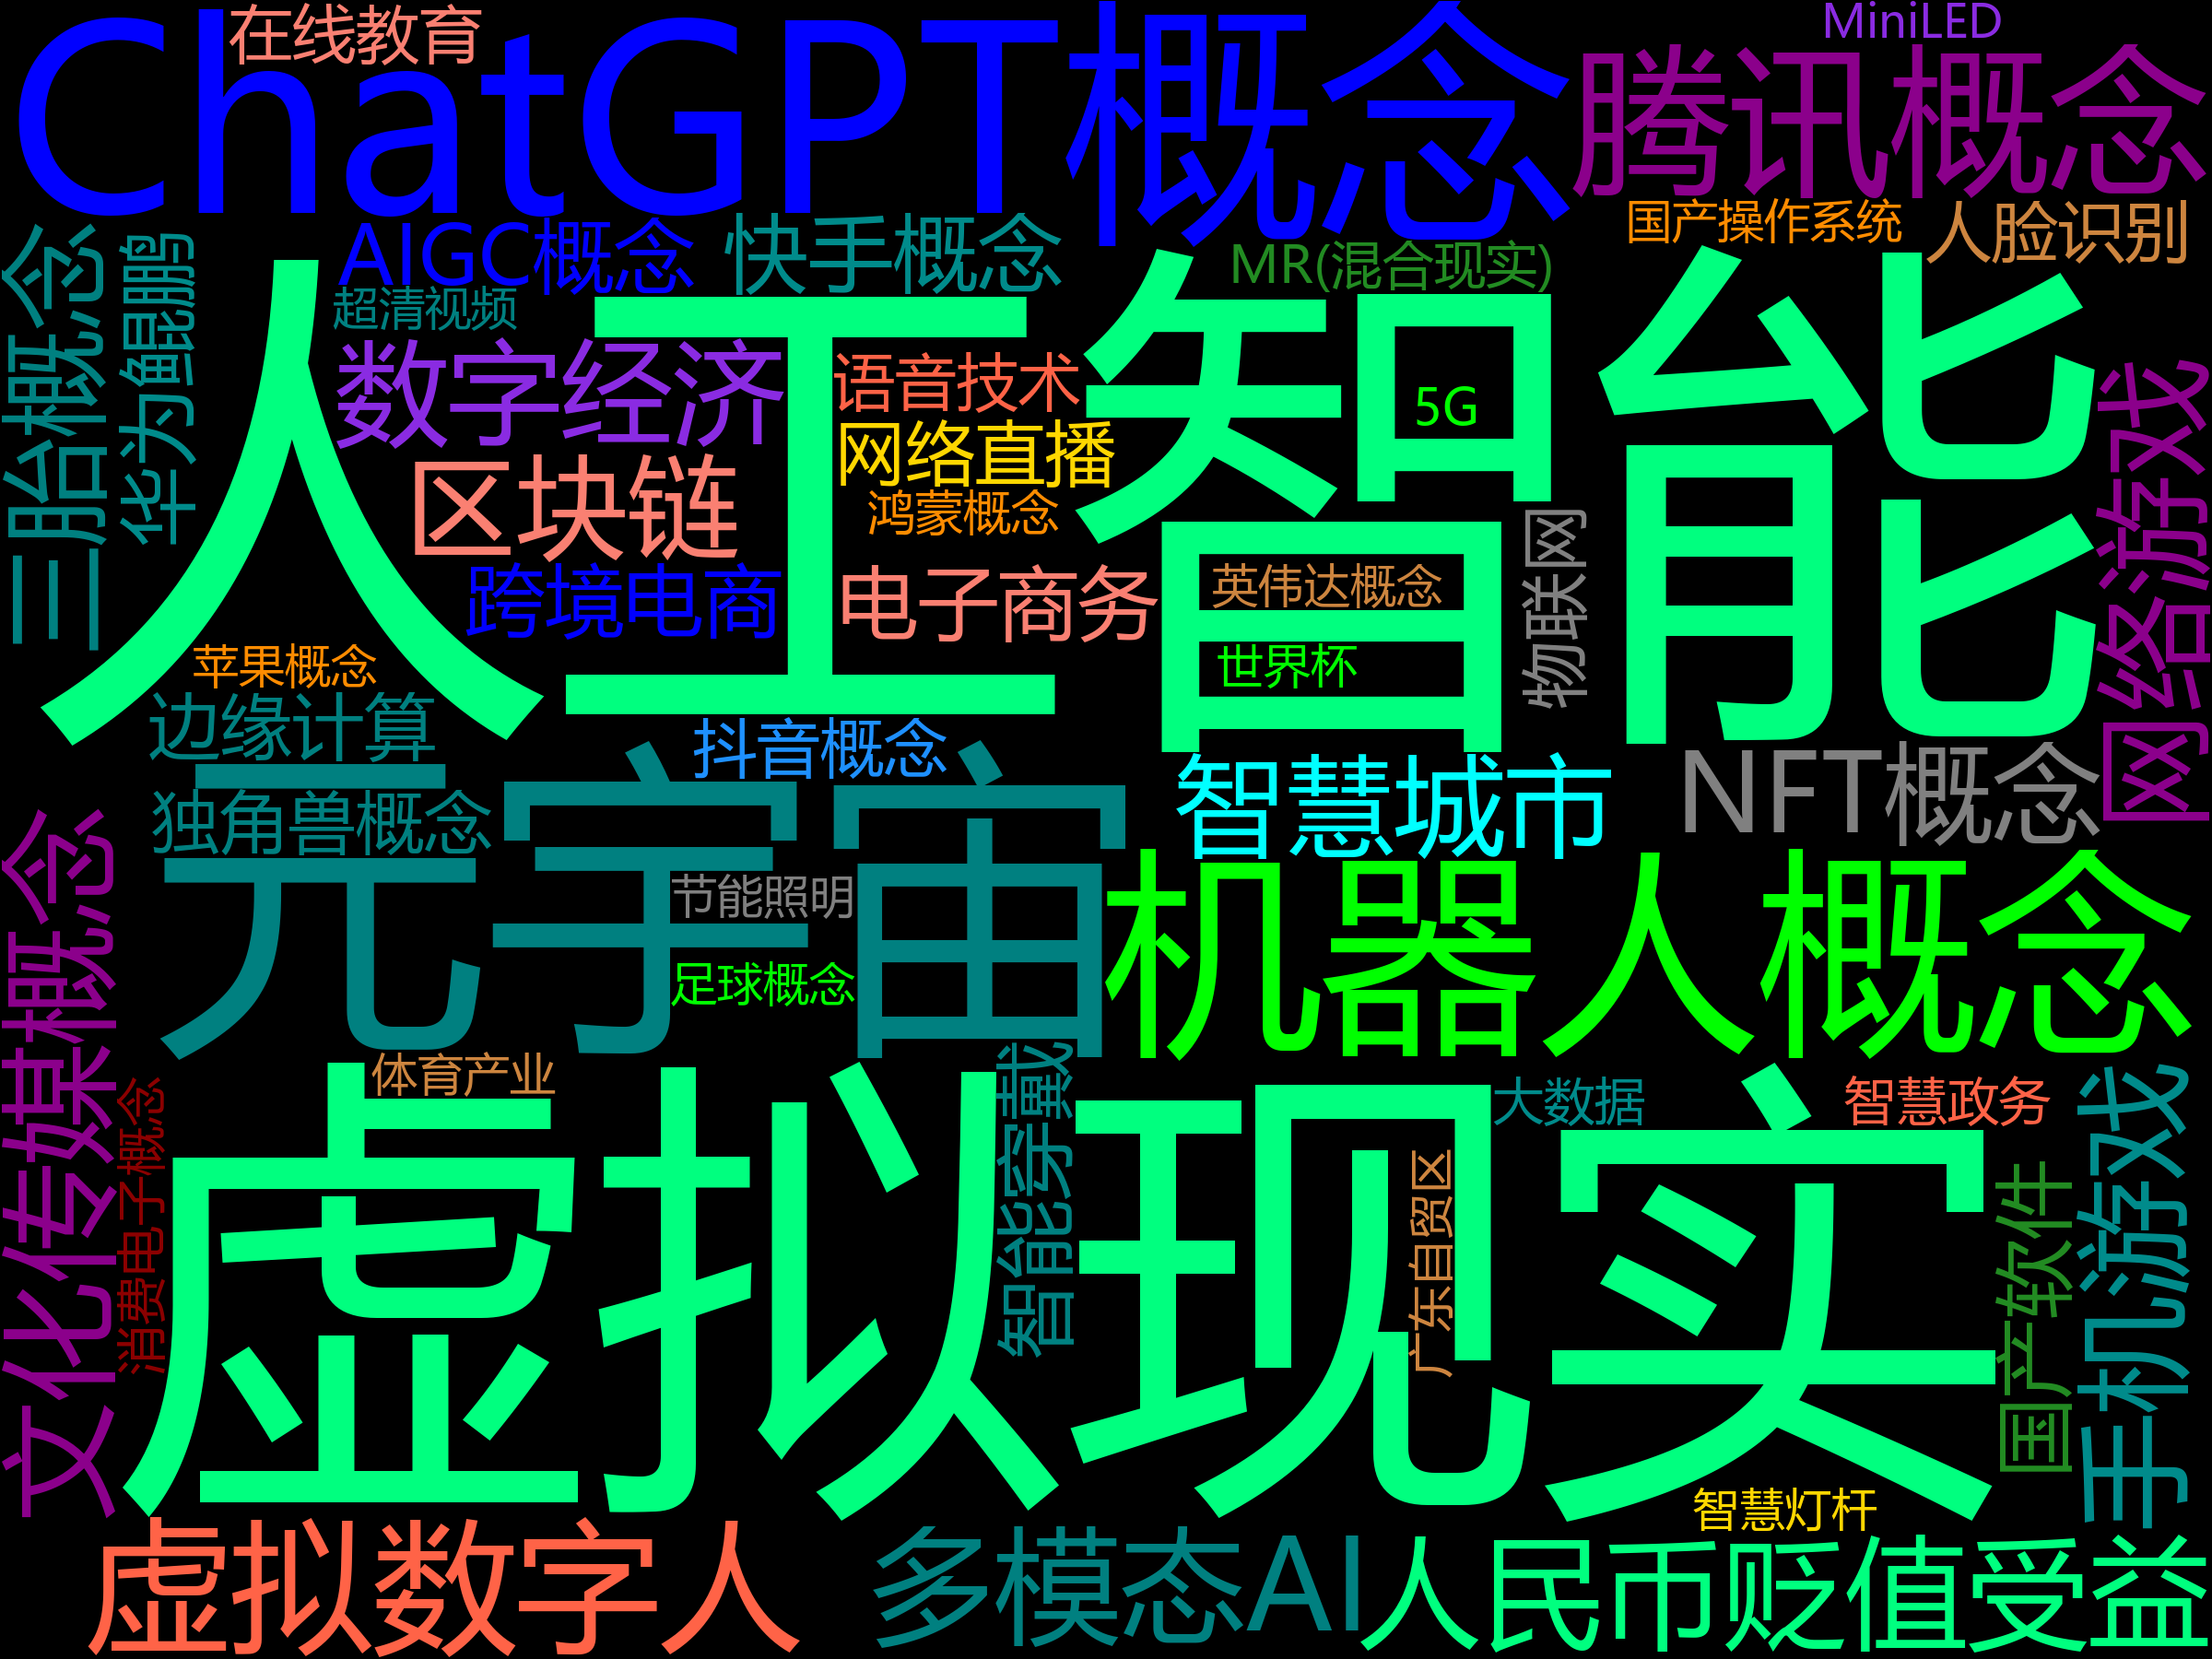 在线教育
MiniLED
ChatGPT概念
腾讯概念
国产操作系统
人脸识别
AIGC概念
快手概念
MR(混合现实)
三胎概念
华为鲲鹏
超清视频
人工智能
数字经济
语音技术
5G
网络游戏
网络直播
区块链
鸿蒙概念
物联网
跨境电商
电子商务
英伟达概念
苹果概念
世界杯
边缘计算
抖音概念
智慧城市
NFT概念
独角兽概念
元宇宙
节能照明
机器人概念
足球概念
文化传媒概念
消费电子概念
体育产业
智能穿戴
大数据
智慧政务
虚拟现实
广东自贸区
国产软件
手机游戏
智慧灯杆
虚拟数字人
多模态AI
人民币贬值受益